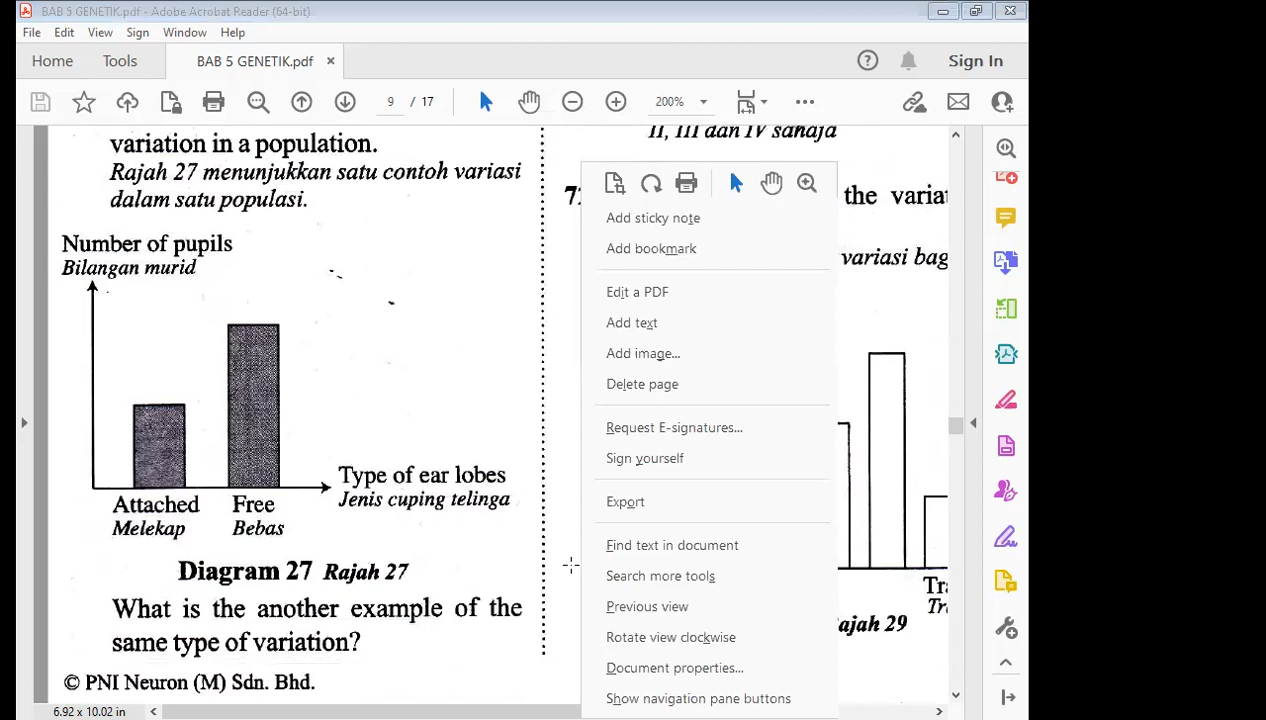 BAB 5 GENETIK.pdf - Adobe Acrobat Reader (64-bit)
File Edit View Sign Window Help
Home Tools BAB 5 GENETIK.pdf × Sign In
9 / 17 200%
variation in a population.
Rajah 27 menunjukkan satu contoh variasi
dalam satu populasi.
Number of pupils
Bilangan murid
Type of ear lobes
Jenis cuping telinga
Attached Free
Melekap Bebas
Diagram 27 Rajah 27
What is the another example of the
same type of variation?
© PNI Neuron (M) Sdn. Bhd.
6.92 x 10.02 in
II, III dan IV sahaja
the variat
variasi bag
ajah 29
Add sticky note
Add bookmark
Edit a PDF
Add text
Add image...
Delete page
Request E-signatures...
Sign yourself
Export
Find text in document
Search more tools
Previous view
Rotate view clockwise
Document properties...
Show navigation pane buttons